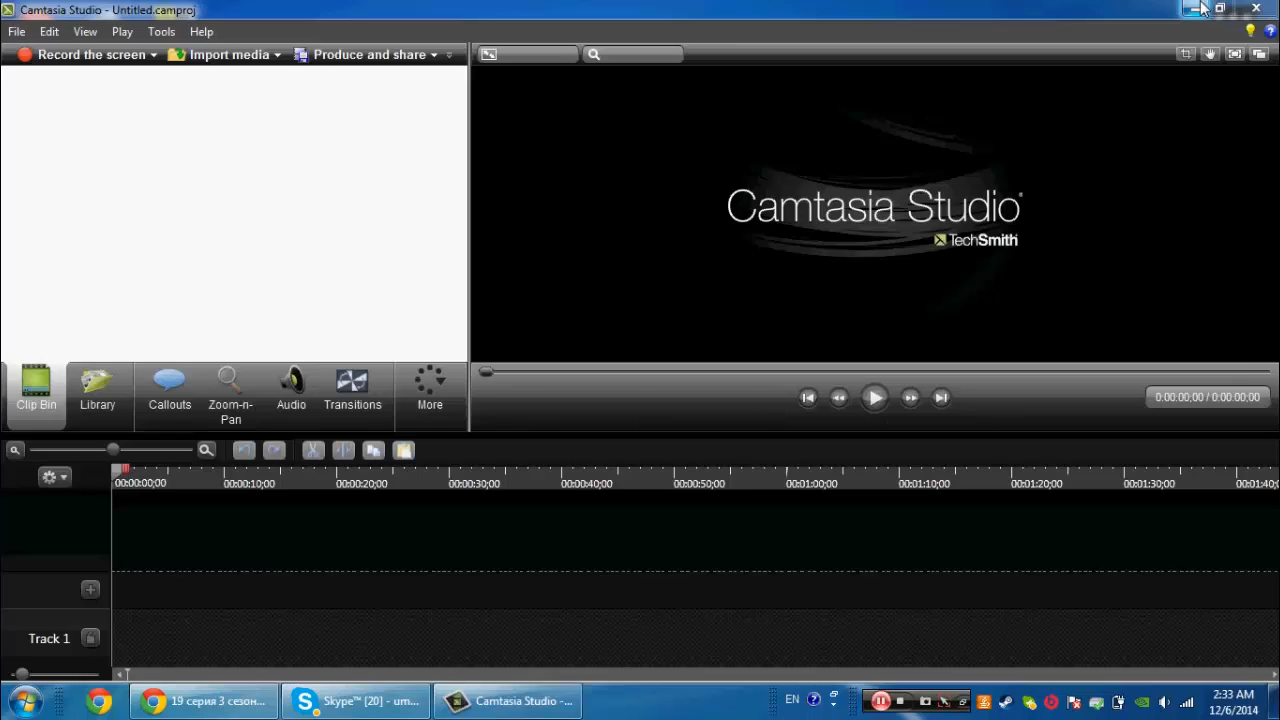 Camtasia Studio - Untitled.camproj
File Edit View Play Tools Help
Record the screen Import media Produce and share
Camtasia Studio®
TechSmith
Clip Bin Library Callouts Zoom-n-Pan Audio Transitions More
0:00:00;00 / 0:00:00;00
00:00:00;00 00:00:10;00 00:00:20;00 00:00:30;00 00:00:40;00 00:00:50;00 00:01:00;00 00:01:10;00 00:01:20;00 00:01:30;00 00:01:40;
Track 1
19 серия 3 сезон... Skype™ [20] - um... Camtasia Studio -... EN 2:33 AM
12/6/2014